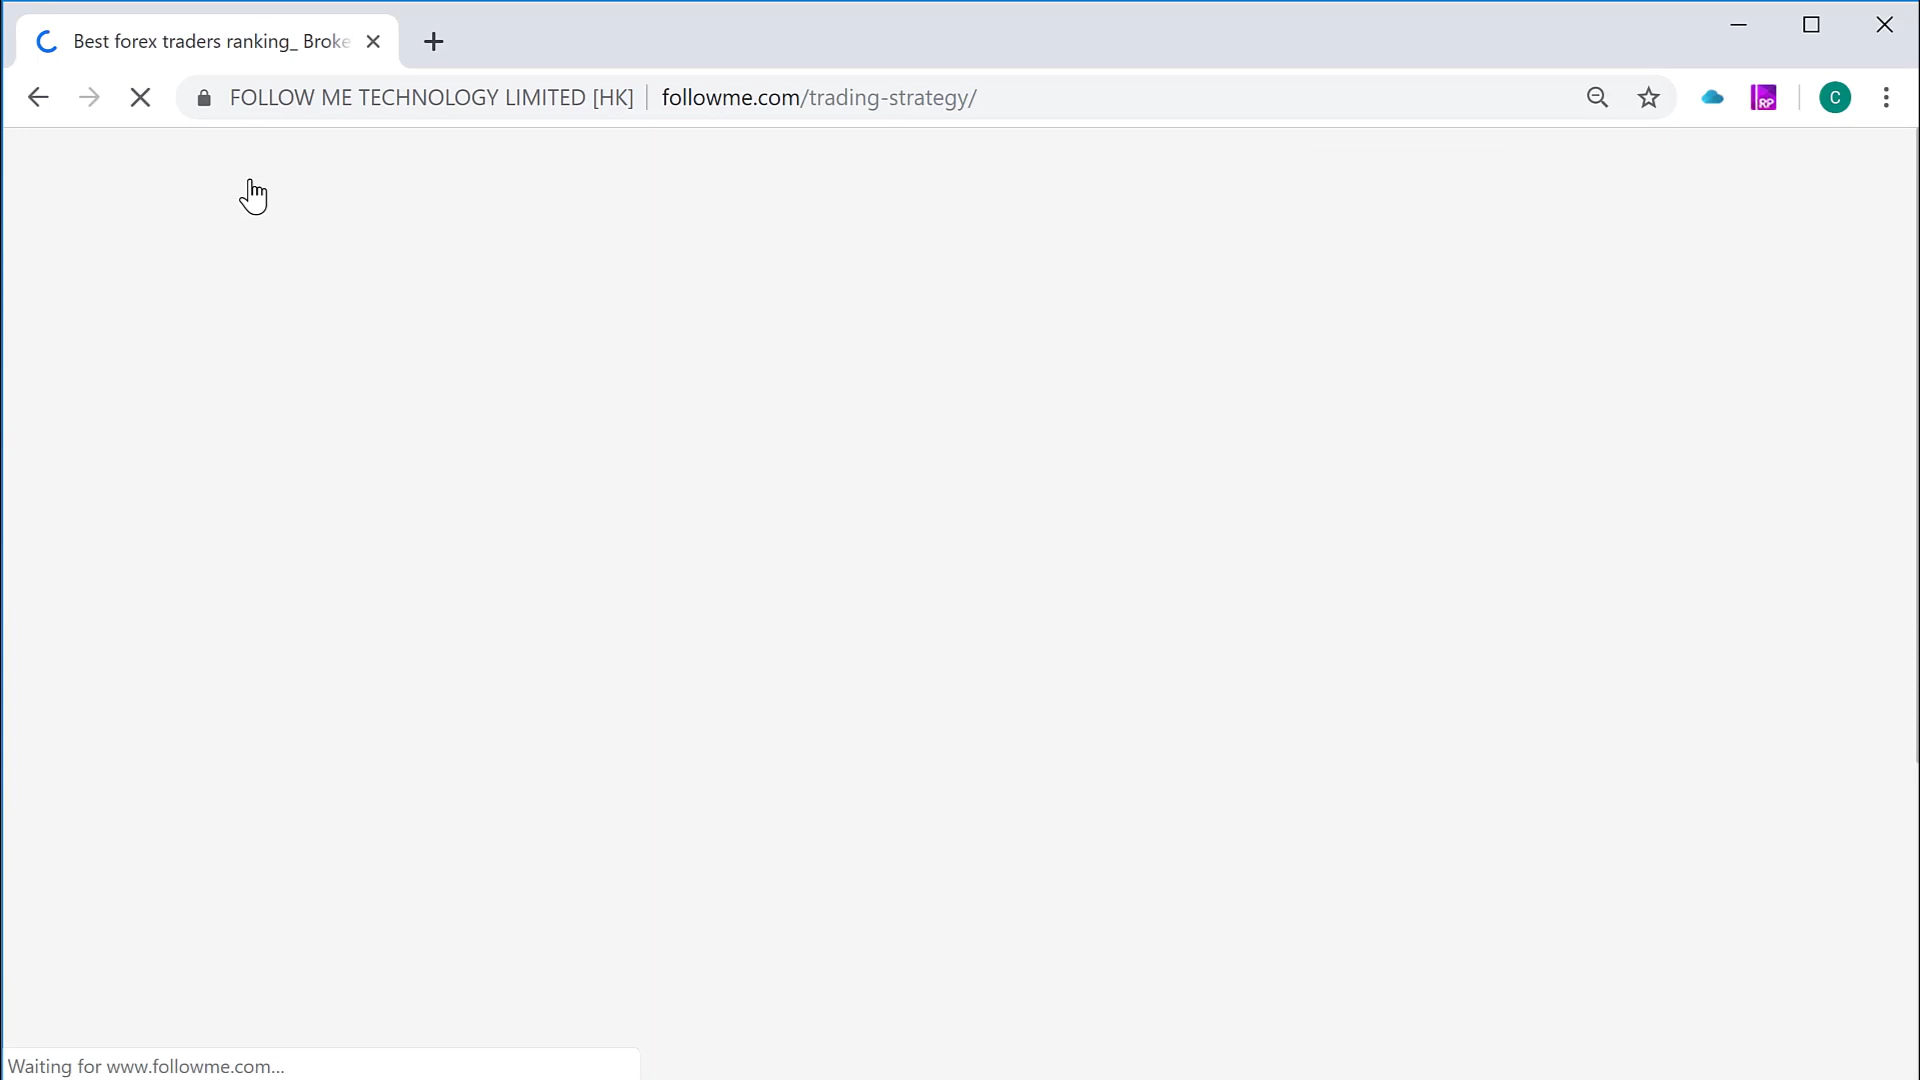 Best forex traders ranking_ Broke
FOLLOW ME TECHNOLOGY LIMITED [HK] followme.com/trading-strategy/
RP
C
Waiting for www.followme.com...